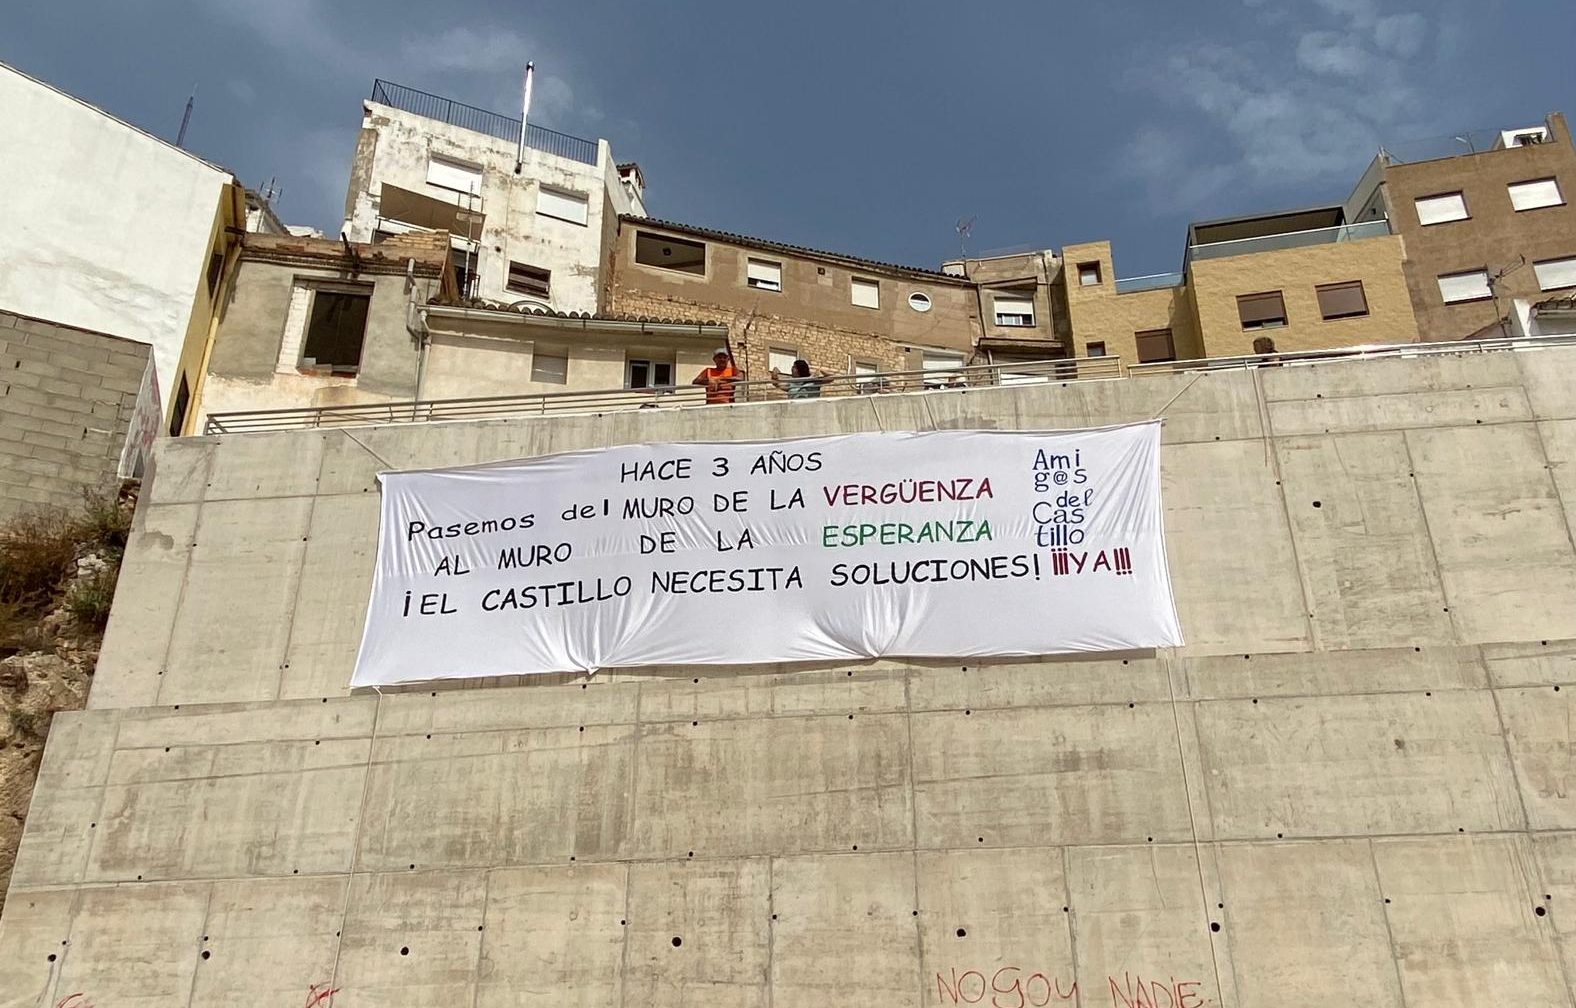 HACE 3 AÑOS
Pasemos del MURO DE LA VERGÜENZA
AL MURO DE LA ESPERANZA
¡EL CASTILLO NECESITA SOLUCIONES! ¡¡¡YA!!!
Ami
g@s
del
Cas
tillo
NO GOY NADIE.